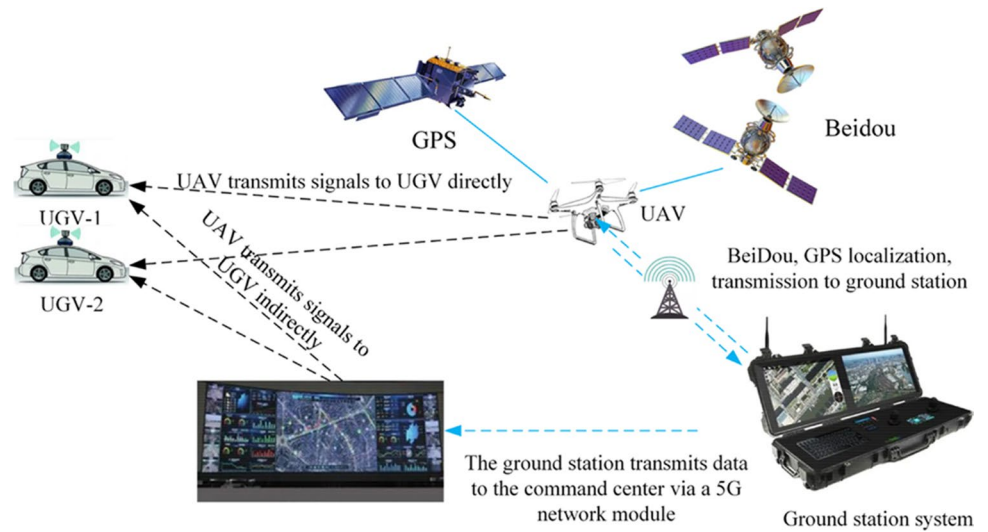 GPS
Beidou
UAV transmits signals to UGV directly
UGV-1
UAV
UAV transmits signals to
UGV indirectly
BeiDou, GPS localization,
transmission to ground station
UGV-2
The ground station transmits data
to the command center via a 5G
network module
Ground station system